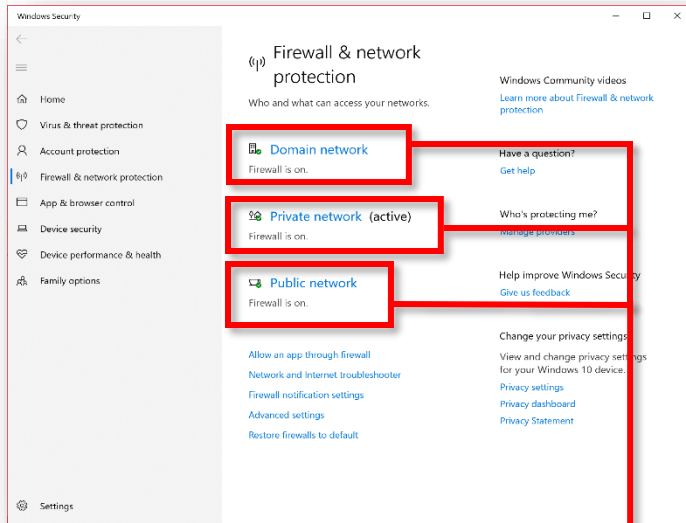 Windows Security
Home
Virus & threat protection
Account protection
Firewall & network protection
App & browser control
Device security
Device performance & health
Family options
Settings
Firewall & network
protection
Who and what can access your networks.
Domain network
Firewall is on.
Private network (active)
Firewall is on.
Public network
Firewall is on.
Allow an app through firewall
Network and Internet troubleshooter
Firewall notification settings
Advanced settings
Restore firewalls to default
Windows Community videos
Learn more about Firewall & network
protection
Have a question?
Get help
Who's protecting me?
Manage providers
Help improve Windows Security
Give us feedback
Change your privacy settings
View and change privacy settings
for your Windows 10 device.
Privacy settings
Privacy dashboard
Privacy Statement